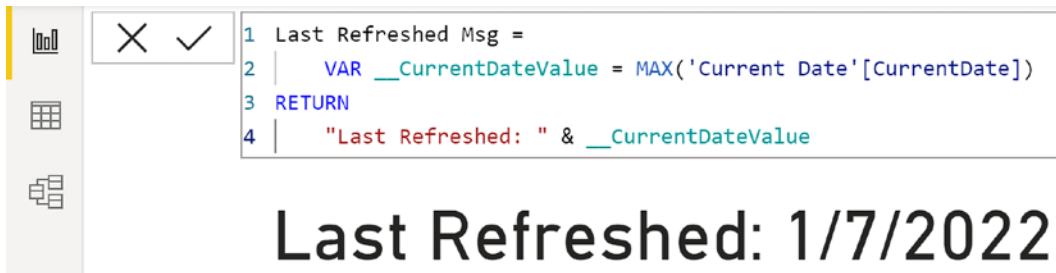 1 Last Refreshed Msg =
2 VAR __CurrentDateValue = MAX('Current Date'[CurrentDate])
3 RETURN
4 "Last Refreshed: " & __CurrentDateValue
Last Refreshed: 1/7/2022